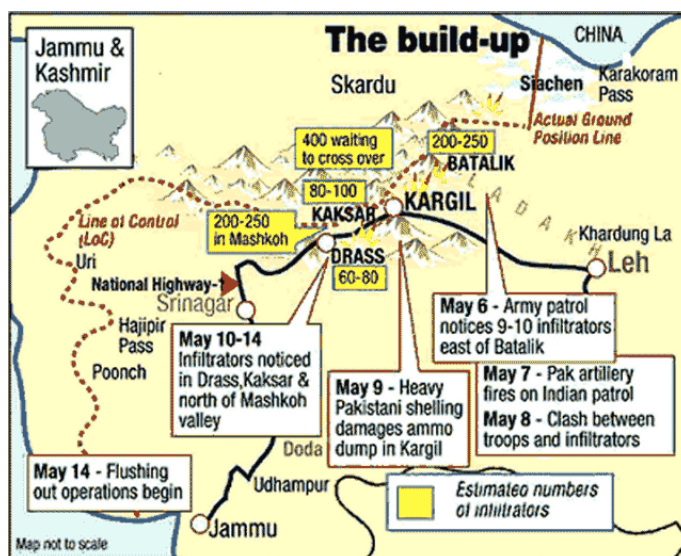 Jammu &
Kashmir
The build-up
CHINA
Skardu
Siachen
Karakoram
Pass
Actual Ground
Position Line
400 waiting
to cross over
200-250
BATALIK
80-100
KAKSAR
KARGIL
LADAKH
Line of Control
(LoC)
200-250
in Mashkoh
Uri
DRASS
60-80
Khardung La
Leh
National Highway-1
Srinagar
Hajipir
Pass
Poonch
May 6 - Army patrol
notices 9-10 infiltrators
east of Batalik
May 10-14
Infiltrators noticed
in Drass,Kaksar &
north of Mashkoh
valley
May 9 - Heavy
Pakistani shelling
damages ammo
dump in Kargil
May 7 - Pak artillery
fires on Indian patrol
May 8 - Clash between
troops and infiltrators
Doda
May 14 - Flushing
out operations begin
Udhampur
Jammu
Estimated numbers
of infiltrators
Map not to scale